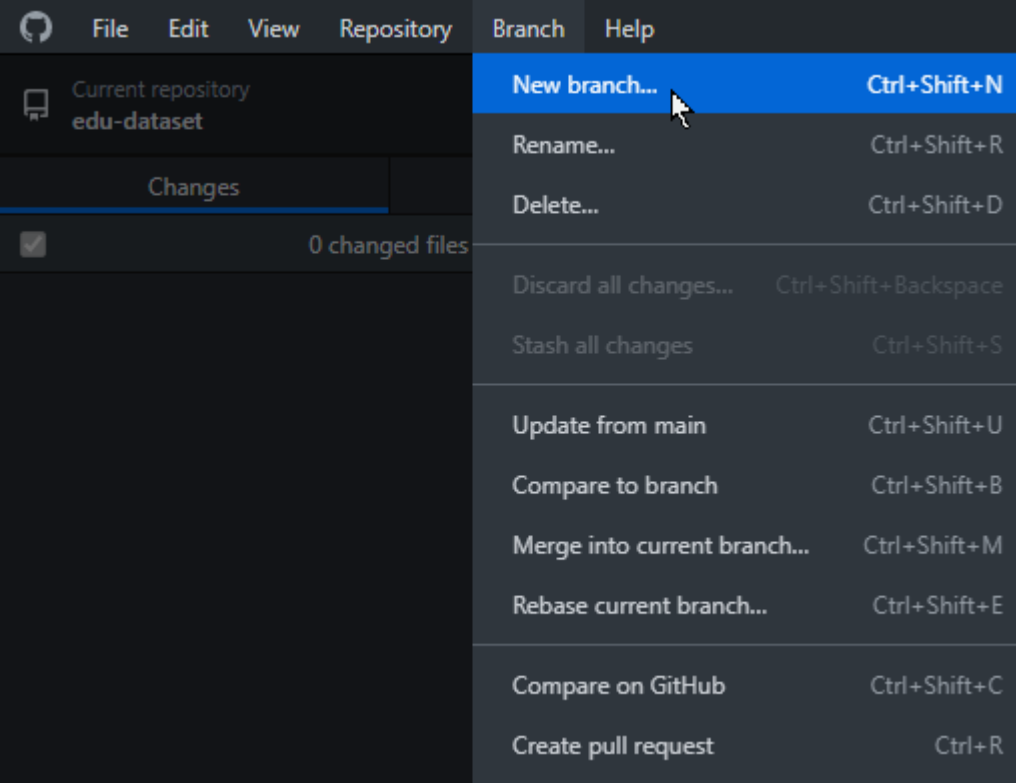 File Edit View Repository Branch Help
Current repository
edu-dataset
Changes
0 changed files
New branch... Ctrl+Shift+N
Rename... Ctrl+Shift+R
Delete... Ctrl+Shift+D
Discard all changes... Ctrl+Shift+Backspace
Stash all changes Ctrl+Shift+S
Update from main Ctrl+Shift+U
Compare to branch Ctrl+Shift+B
Merge into current branch... Ctrl+Shift+M
Rebase current branch... Ctrl+Shift+E
Compare on GitHub Ctrl+Shift+C
Create pull request Ctrl+R